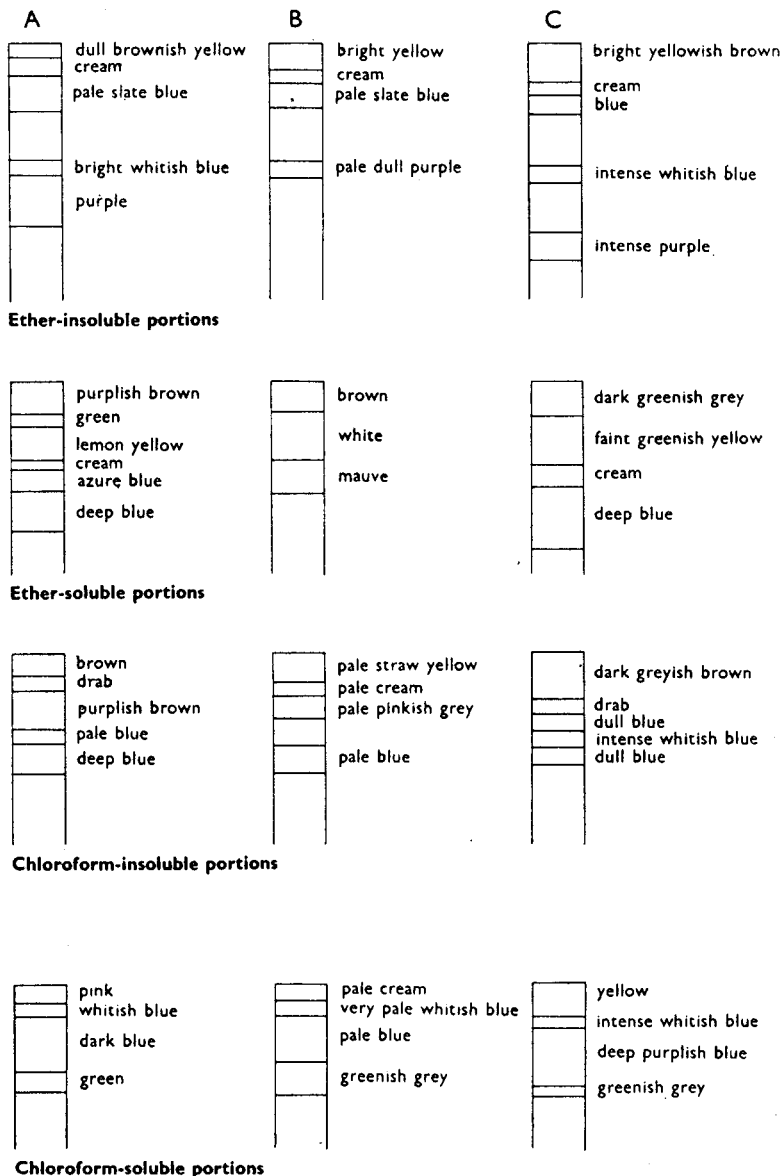 A
B
C
dull brownish yellow
cream
pale slate blue
bright whitish blue
purple
bright yellow
cream
pale slate blue
pale dull purple
bright yellowish brown
cream
blue
intense whitish blue
intense purple
Ether-insoluble portions
purplish brown
green
lemon yellow
cream
azure blue
deep blue
brown
white
mauve
dark greenish grey
faint greenish yellow
cream
deep blue
Ether-soluble portions
brown
drab
purplish brown
pale blue
deep blue
pale straw yellow
pale cream
pale pinkish grey
pale blue
dark greyish brown
drab
dull blue
intense whitish blue
dull blue
Chloroform-insoluble portions
pink
whitish blue
dark blue
green
pale cream
very pale whitish blue
pale blue
greenish grey
yellow
intense whitish blue
deep purplish blue
greenish grey
Chloroform-soluble portions